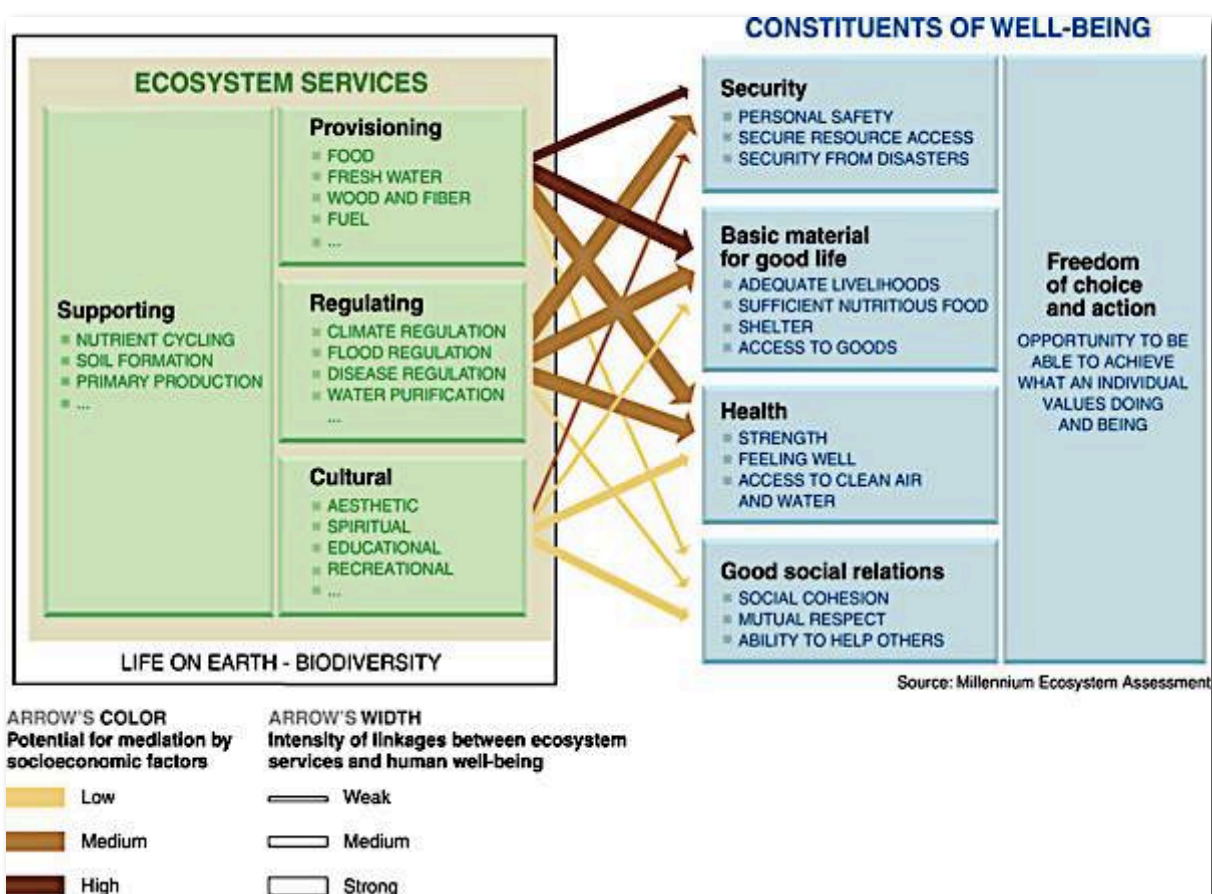 CONSTITUENTS OF WELL-BEING
ECOSYSTEM SERVICES
Supporting
NUTRIENT CYCLING
SOIL FORMATION
PRIMARY PRODUCTION
...
Provisioning
FOOD
FRESH WATER
WOOD AND FIBER
FUEL
...
Regulating
CLIMATE REGULATION
FLOOD REGULATION
DISEASE REGULATION
WATER PURIFICATION
...
Cultural
AESTHETIC
SPIRITUAL
EDUCATIONAL
RECREATIONAL
...
LIFE ON EARTH - BIODIVERSITY
Security
PERSONAL SAFETY
SECURE RESOURCE ACCESS
SECURITY FROM DISASTERS
Basic material
for good life
ADEQUATE LIVELIHOODS
SUFFICIENT NUTRITIOUS FOOD
SHELTER
ACCESS TO GOODS
Health
STRENGTH
FEELING WELL
ACCESS TO CLEAN AIR
AND WATER
Good social relations
SOCIAL COHESION
MUTUAL RESPECT
ABILITY TO HELP OTHERS
Freedom
of choice
and action
OPPORTUNITY TO BE
ABLE TO ACHIEVE
WHAT AN INDIVIDUAL
VALUES DOING
AND BEING
Source: Millennium Ecosystem Assessment
ARROW'S COLOR
Potential for mediation by
socioeconomic factors
Low
Medium
High
ARROW'S WIDTH
Intensity of linkages between ecosystem
services and human well-being
Weak
Medium
Strong